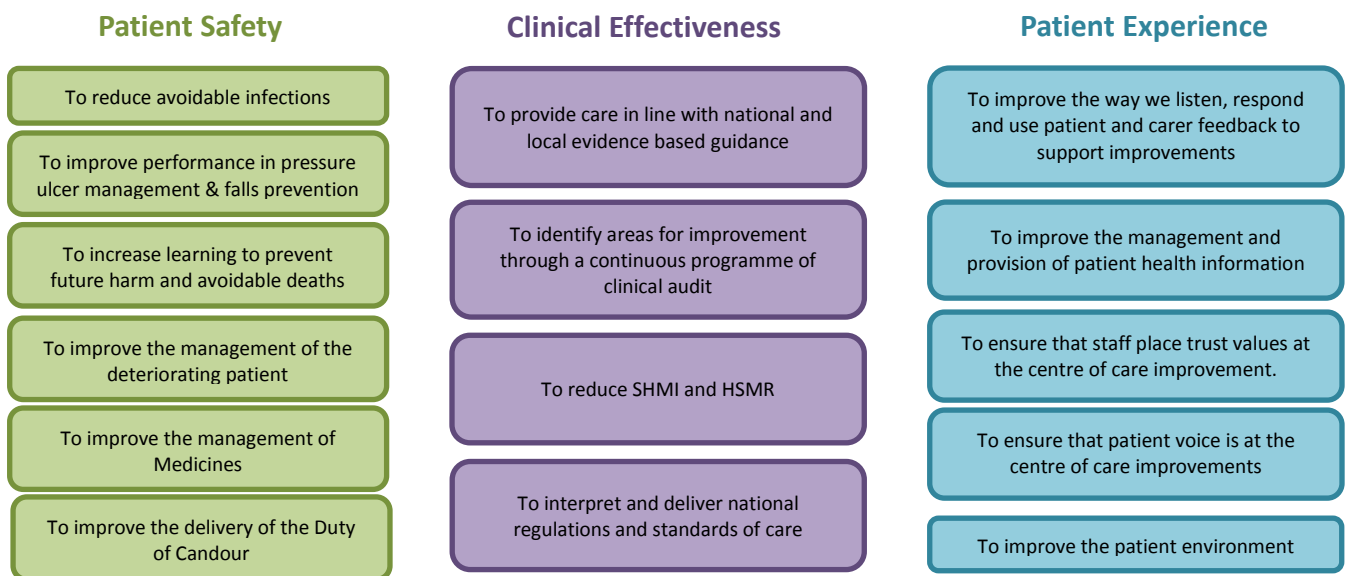 Patient Safety
To reduce avoidable infections
To improve performance in pressure
ulcer management & falls prevention
To increase learning to prevent
future harm and avoidable deaths
To improve the management of the
deteriorating patient
To improve the management of
Medicines
To improve the delivery of the Duty
of Candour
Clinical Effectiveness
To provide care in line with national and
local evidence based guidance
To identify areas for improvement
through a continuous programme of
clinical audit
To reduce SHMI and HSMR
To interpret and deliver national
regulations and standards of care
Patient Experience
To improve the way we listen, respond
and use patient and carer feedback to
support improvements
To improve the management and
provision of patient health information
To ensure that staff place trust values at
the centre of care improvement.
To ensure that patient voice is at the
centre of care improvements
To improve the patient environment